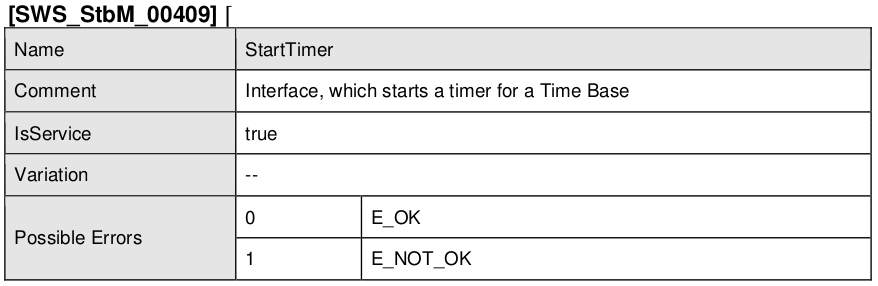 [SWS_StbM_00409] ⌈
Name StartTimer
Comment Interface, which starts a timer for a Time Base
IsService true
Variation --
Possible Errors
0 E_OK
1 E_NOT_OK